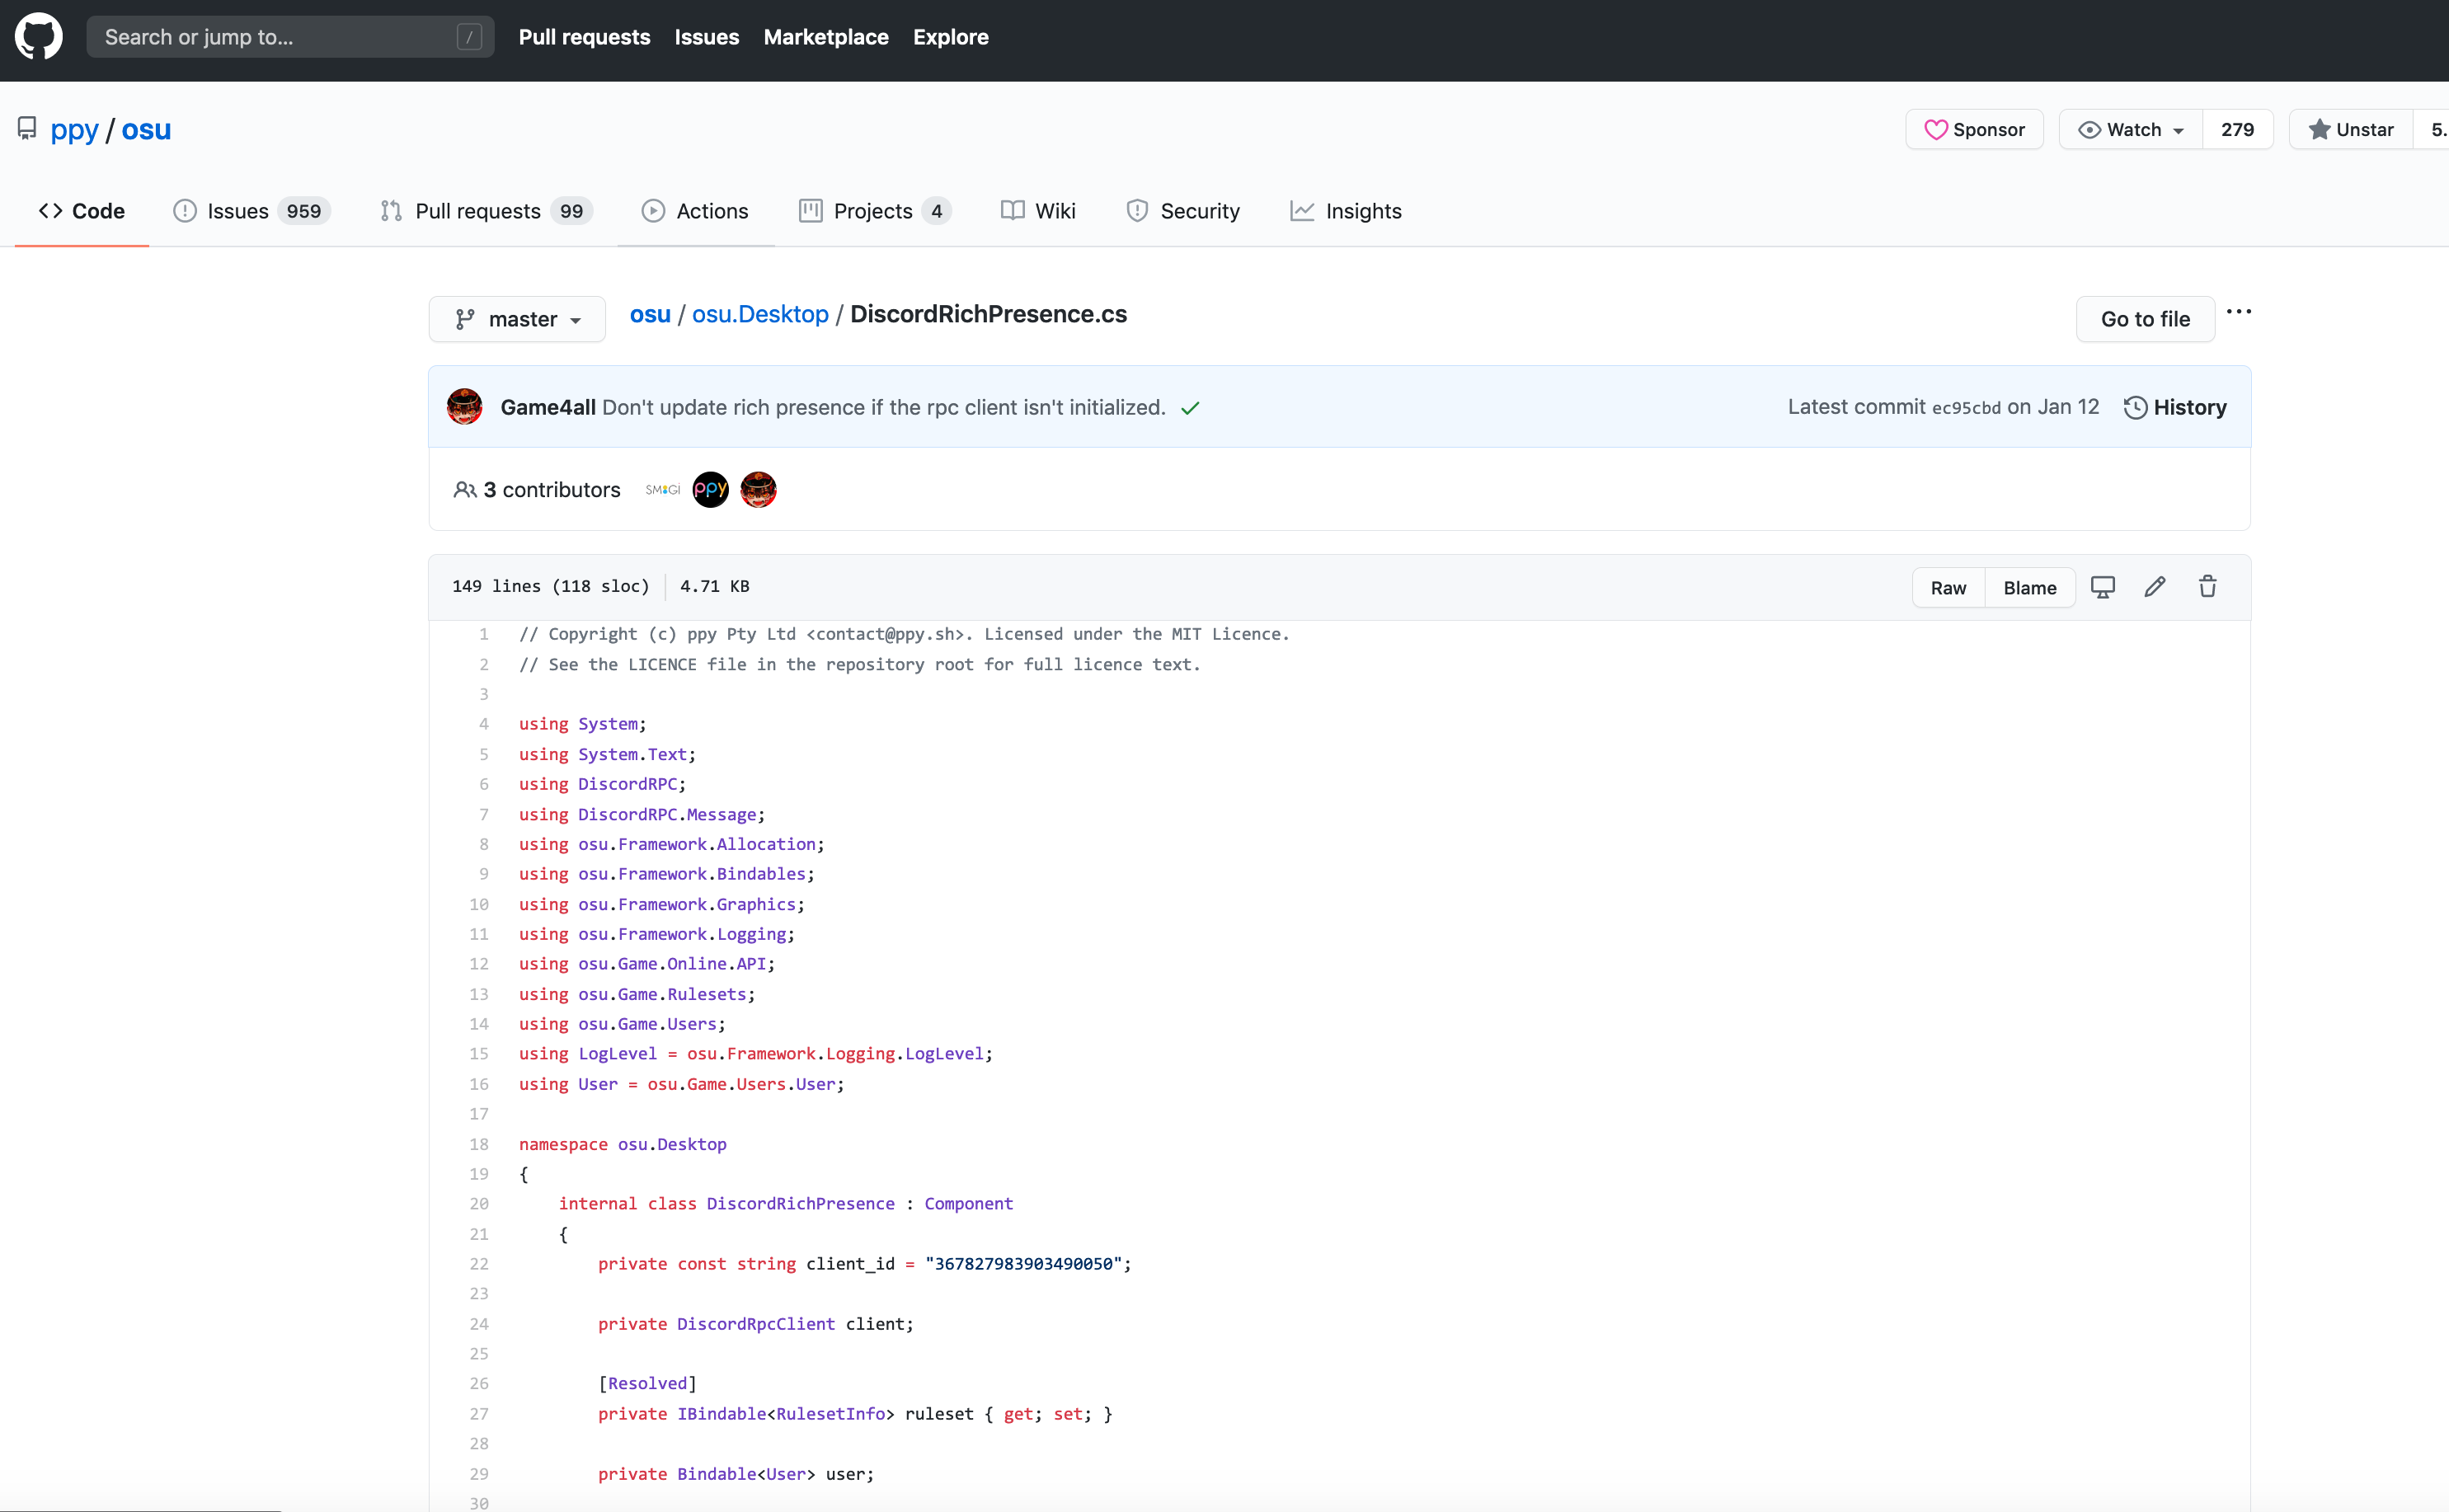 Search or jump to... /
Pull requests Issues Marketplace Explore
ppy / osu
Sponsor Watch 279 Unstar 5.
Code Issues 959 Pull requests 99 Actions Projects 4 Wiki Security Insights
master osu / osu.Desktop / DiscordRichPresence.cs Go to file ...
Game4all Don't update rich presence if the rpc client isn't initialized. Latest commit ec95cbd on Jan 12 History
3 contributors SMOGI ppy
149 lines (118 sloc) 4.71 KB Raw Blame
1 // Copyright (c) ppy Pty Ltd <contact@ppy.sh>. Licensed under the MIT Licence.
2 // See the LICENCE file in the repository root for full licence text.
3
4 using System;
5 using System.Text;
6 using DiscordRPC;
7 using DiscordRPC.Message;
8 using osu.Framework.Allocation;
9 using osu.Framework.Bindables;
10 using osu.Framework.Graphics;
11 using osu.Framework.Logging;
12 using osu.Game.Online.API;
13 using osu.Game.Rulesets;
14 using osu.Game.Users;
15 using LogLevel = osu.Framework.Logging.LogLevel;
16 using User = osu.Game.Users.User;
17
18 namespace osu.Desktop
19 {
20 internal class DiscordRichPresence : Component
21 {
22 private const string client_id = "367827983903490050";
23
24 private DiscordRpcClient client;
25
26 [Resolved]
27 private IBindable<RulesetInfo> ruleset { get; set; }
28
29 private Bindable<User> user;
30